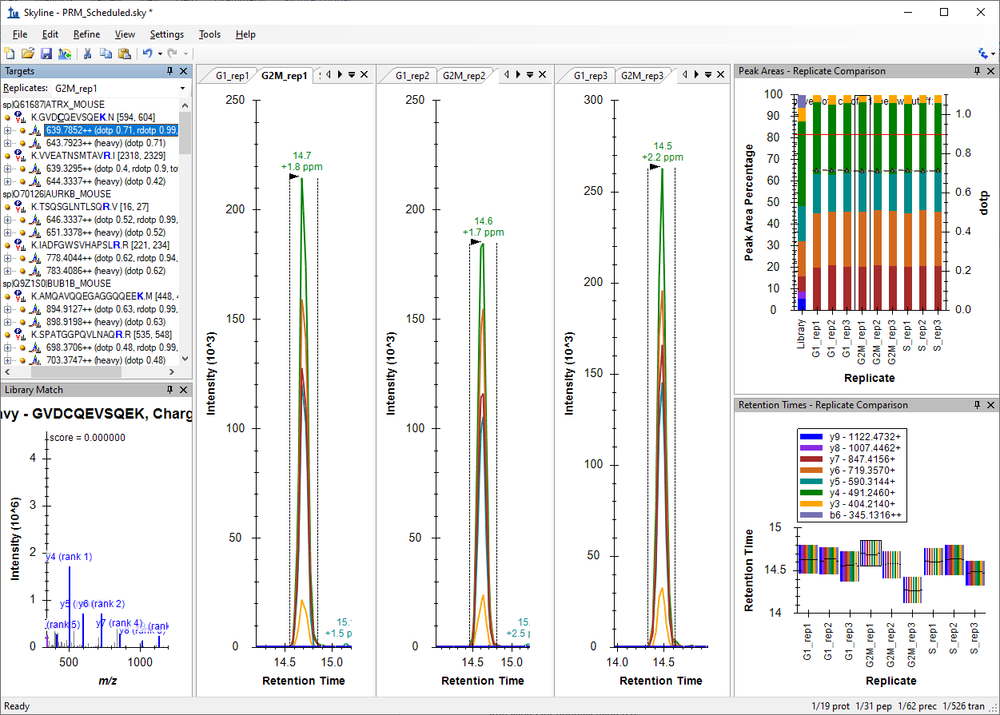 Skyline - PRM_Scheduled.sky *
File Edit Refine View Settings Tools Help
Targets
Replicates: G2M_rep1
sp|Q61687|ATRX_MOUSE
K.GVDCQEVSQEK.N [594, 604]
639.7852++ (dotp 0.71, rdotp 0.99,
643.7923++ (heavy) (dotp 0.71)
K.VVEATNSMTAVR.I [2318, 2329]
639.3295++ (dotp 0.4, rdotp 0.9, to
644.3337++ (heavy) (dotp 0.42)
sp|O70126|AURKB_MOUSE
K.TSQSGLNTLSQR.V [16, 27]
646.3337++ (dotp 0.52, rdotp 0.99,
651.3378++ (heavy) (dotp 0.52)
K.IADFGWSVHAPSLR.R [221, 234]
778.4044++ (dotp 0.62, rdotp 0.94,
783.4086++ (heavy) (dotp 0.62)
sp|Q9Z1S0|BUB1B_MOUSE
K.AMQAVQQEGAGGQQEEK.M [448,
894.9127++ (dotp 0.63, rdotp 0.99,
898.9198++ (heavy) (dotp 0.63)
K.SPATGGPQVLNAQR.R [535, 548]
698.3706++ (dotp 0.48, rdotp 0.99,
703.3747++ (heavy) (dotp 0.48)
Library Match
vy - GVDCQEVSQEK, Charg
score = 0.000000
Intensity (10^6)
4
3
2
1
0
y4 (rank 1)
y5
y6 (rank 2)
(rank 5)
y7 (rank 4)
500 1000
m/z
G1_rep1 G2M_rep1
250
200
150
100
50
0
Intensity (10^3)
14.7
+1.8 ppm
15.
+1.5 p
14.5 15.0
Retention Time
G1_rep2 G2M_rep2
250
200
150
100
50
0
Intensity (10^3)
14.6
+1.7 ppm
15.
+2.5
14.5 15.0
Retention Time
G1_rep3 G2M_rep3
300
250
200
150
100
50
0
Intensity (10^3)
14.5
+2.2 ppm
14.0 14.5
Retention Time
Peak Areas - Replicate Comparison
Peak Area Percentage
100
90
80
70
60
50
40
30
20
10
0
1.0
0.8
0.6
0.4
0.2
0.0
dotp
Library G1_rep1 G1_rep2 G1_rep3 G2M_rep1 G2M_rep2 G2M_rep3 S_rep1 S_rep2 S_rep3
Replicate
Retention Times - Replicate Comparison
y9 - 1122.4732+
y8 - 1007.4462+
y7 - 847.4156+
y6 - 719.3570+
y5 - 590.3144+
y4 - 491.2460+
y3 - 404.2140+
b6 - 345.1316++
Retention Time
15
14.5
14
G1_rep1 G1_rep2 G1_rep3 G2M_rep1 G2M_rep2 G2M_rep3 S_rep1 S_rep2 S_rep3
Replicate
Ready
1/19 prot 1/31 pep 1/62 prec 1/526 tran